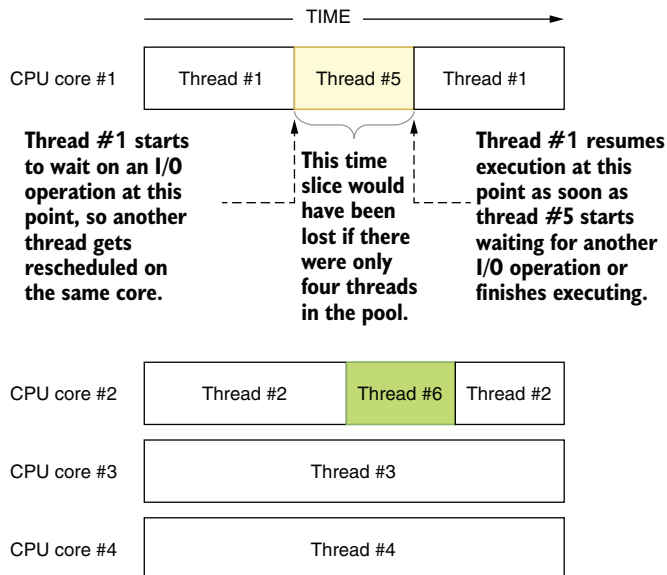 TIME
CPU core #1
Thread #1
Thread #5
Thread #1
Thread #1 starts
to wait on an I/O
operation at this
point, so another
thread gets
rescheduled on
the same core.
This time
slice would
have been
lost if there
were only
four threads
in the pool.
Thread #1 resumes
execution at this
point as soon as
thread #5 starts
waiting for another
I/O operation or
finishes executing.
CPU core #2
Thread #2
Thread #6
Thread #2
CPU core #3
Thread #3
CPU core #4
Thread #4